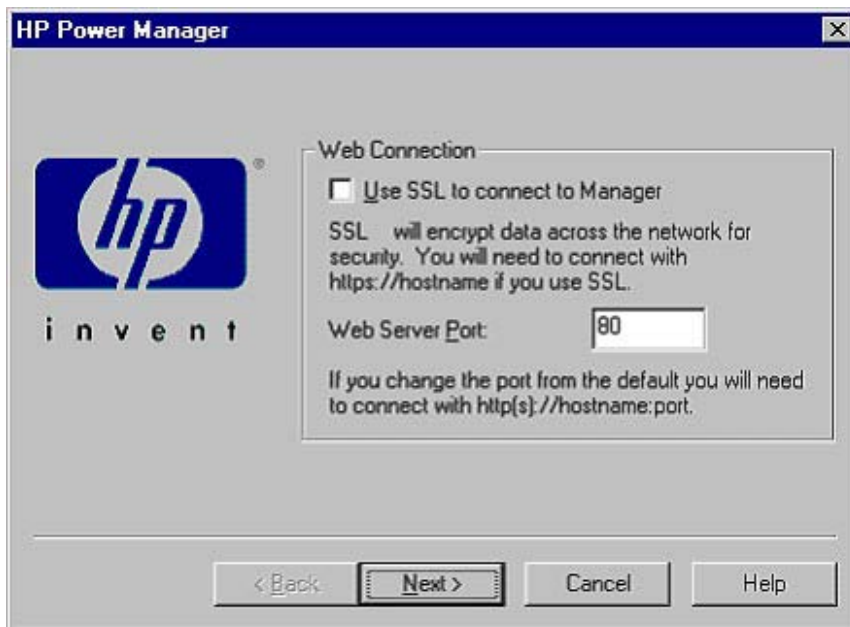 HP Power Manager
hp
®
invent
Web Connection
Use SSL to connect to Manager
SSL will encrypt data across the network for
security. You will need to connect with
https://hostname if you use SSL.
Web Server Port:
80
If you change the port from the default you will need
to connect with http(s)://hostname:port.
< Back
Next >
Cancel
Help